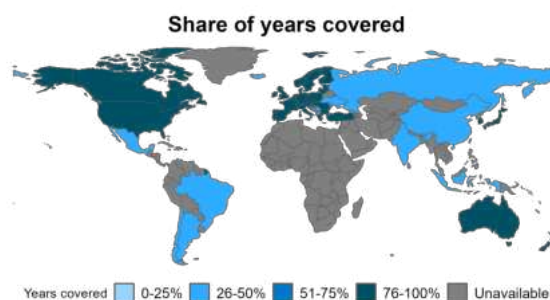 Share of years covered
Years covered 0-25% 26-50% 51-75% 76-100% Unavailable